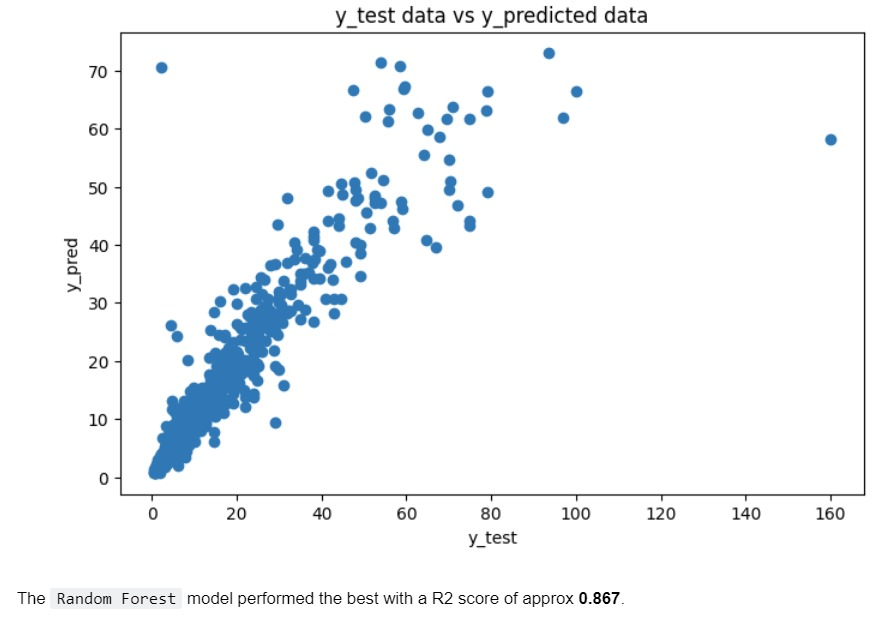 y_test data vs y_predicted data
70
60
50
40
30
20
10
0
y_pred
0 20 40 60 80 100 120 140 160
y_test
The Random Forest model performed the best with a R2 score of approx 0.867.